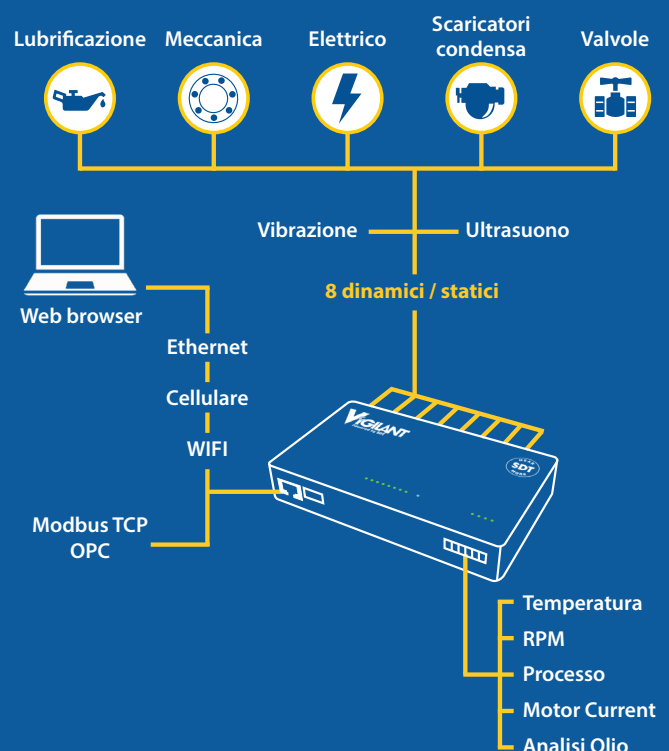 Lubrificazione
Meccanica
Elettrico
Scaricatori
condensa
Valvole
Vibrazione
Ultrasuono
8 dinamici / statici
Web browser
Ethernet
Cellulare
WIFI
Modbus TCP
OPC
VIGILANT
SDT
Temperatura
RPM
Processo
Motor Current
Analisi Olio